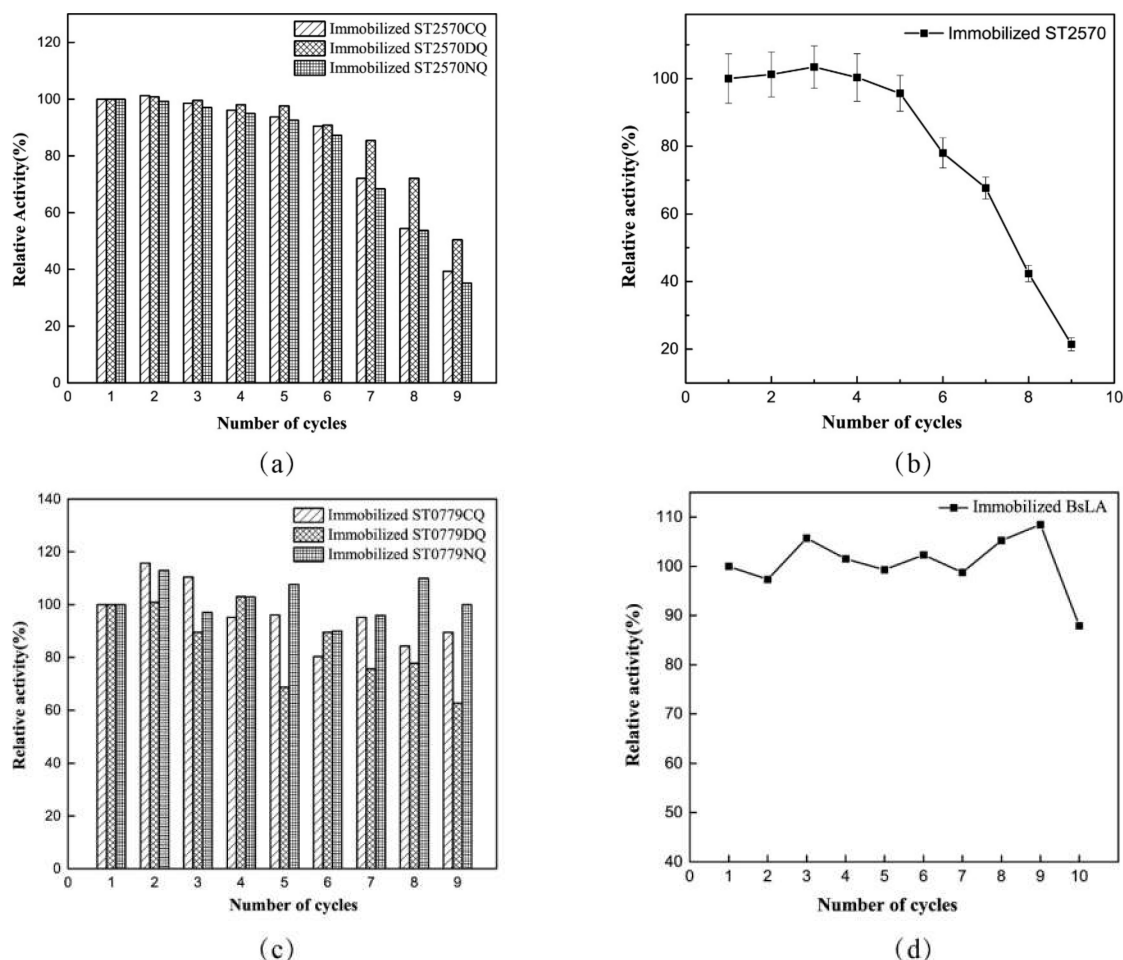 120
100
80
60
40
20
0
Relative Activity(%)
Immobilized ST2570CQ
Immobilized ST2570DQ
Immobilized ST2570NQ
0 1 2 3 4 5 6 7 8 9
Number of cycles
(a)
100
80
60
40
20
Relative activity(%)
Immobilized ST2570
0 2 4 6 8 10
Number of cycles
(b)
140
120
100
80
60
40
20
0
Relative activity(%)
Immobilized ST0779CQ
Immobilized ST0779DQ
Immobilized ST0779NQ
0 1 2 3 4 5 6 7 8 9
Number of cycles
(c)
110
100
90
80
70
60
50
40
Relative activity(%)
Immobilized BsLA
0 1 2 3 4 5 6 7 8 9 10
Number of cycles
(d)